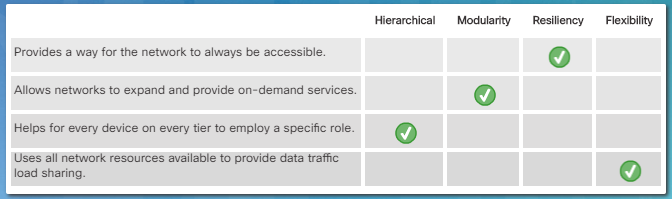 Hierarchical Modularity Resiliency Flexibility
Provides a way for the network to always be accessible.
Allows networks to expand and provide on-demand services.
Helps for every device on every tier to employ a specific role.
Uses all network resources available to provide data traffic
load sharing.